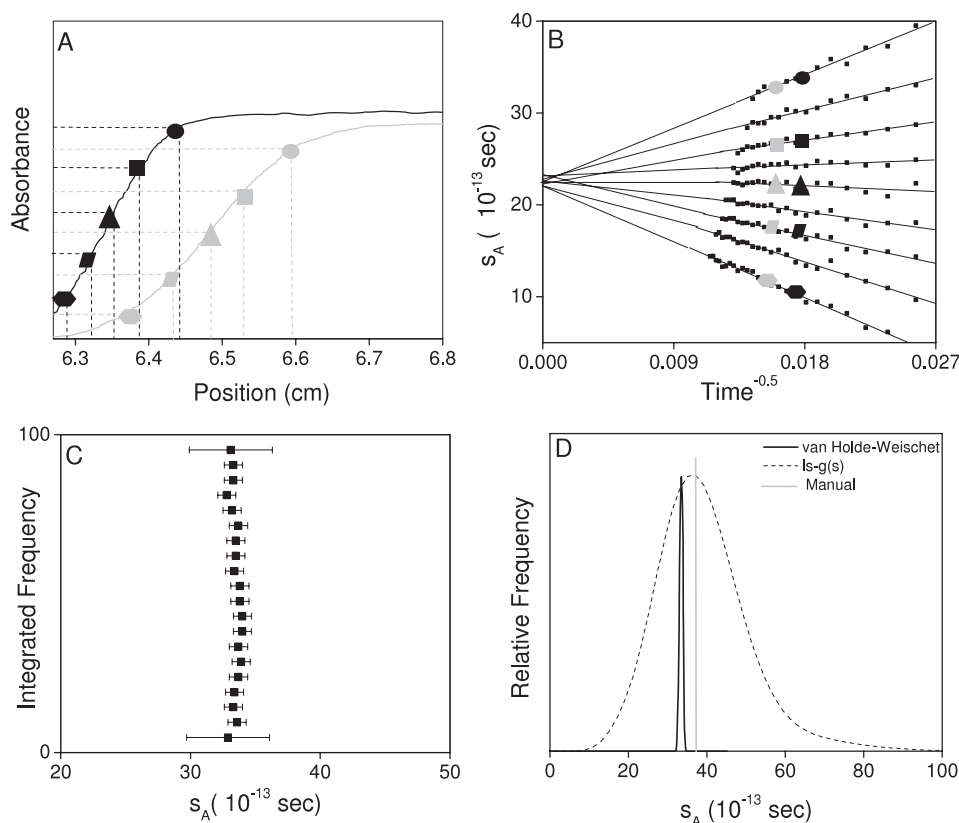 A
Absorbance
6.3 6.4 6.5 6.6 6.7 6.8
Position (cm)
B
40
30
20
10
s_A ( 10^-13 sec)
0.000 0.009 0.018 0.027
Time^-0.5
C
100
0
Integrated Frequency
20 30 40 50
s_A( 10^-13 sec)
D
van Holde-Weischet
ls-g(s)
Manual
Relative Frequency
0 20 40 60 80 100
s_A (10^-13 sec)